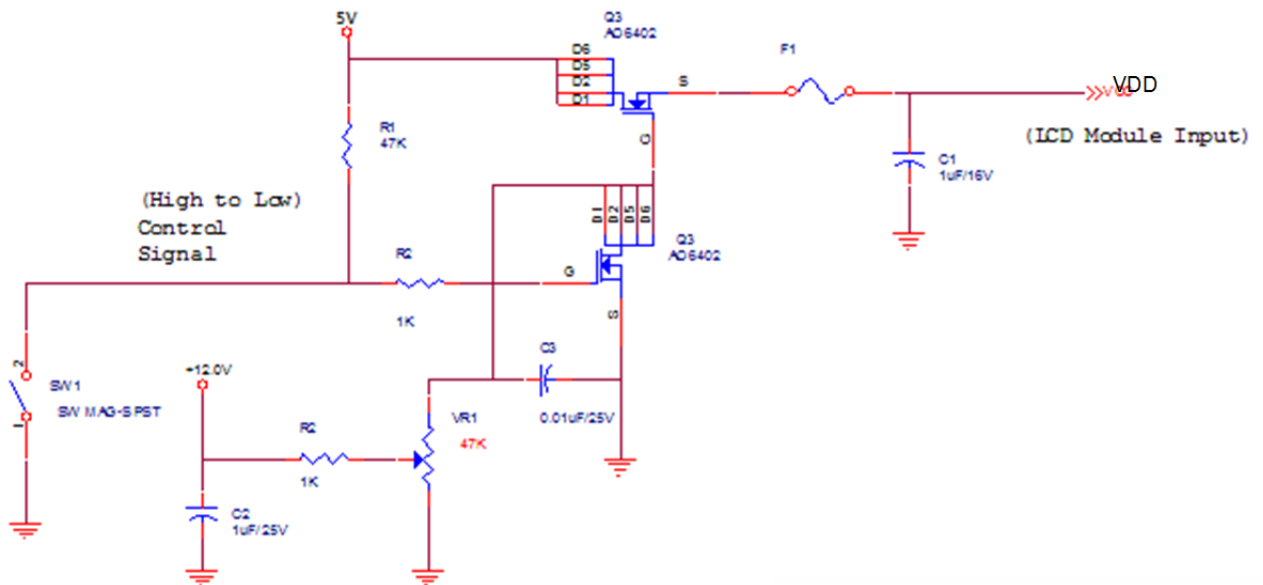 5V
Q3
AO6402
D6
D5
D2
D1
S
G
F1
VDD
(LCD Module Input)
R1
47K
C1
1uF/16V
(High to Low)
Control
Signal
D1
D2
D5
D6
Q3
AO6402
R2
G
1K
S
2
SW1
SW MAG-SPST
1
+12.0V
C3
0.01uF/25V
VR1
47K
R2
1K
C2
1uF/25V